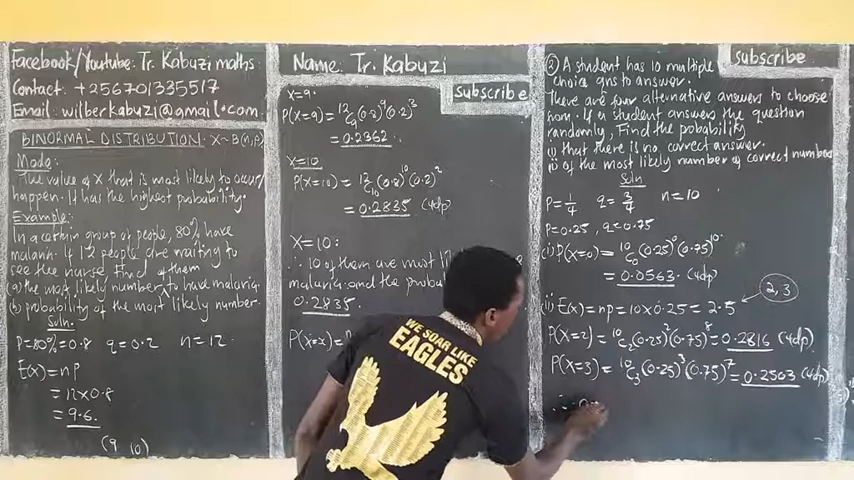 Facebook/Youtube: Tr. Kabuzi maths
Contact: +256701335517
Email: wilberkabuzi@gmail.com
BINORMAL DISTRIBUTION X~B(n,p)
Mode:
The value of X that is most likely to occur/
happen. It has the highest probability.
Example:
In a certain group of people, 80% have
malaria. If 12 people are waiting to
see the nurse. Find of them
(a) the most likely number to have malaria.
(b) probability of the most likely number.
Soln.
P=80%=0.8 q=0.2 n=12
E(x)=np
=12x0.8
=9.6.
(9 10)
Name: Tr. Kabuzi
subscribe
X=9.
P(X=9)= ¹²C₉(0.8)⁹(0.2)³
=0.2362.
X=10
P(X=10)= ¹²C₁₀(0.8)¹⁰(0.2)²
=0.2835 (4dp)
X=10:
∴ 10 of them are most
malaria and the
0.2835.
P(X=x)=
WE SOAR LIKE
EAGLES
subscribe
② A student has 10 multiple
choice qns to answer.
There are four alternative answers to choose
from. If a student answers the question
randomly, Find the probability
(i) that there is no correct answer.
ii) of the most likely number of correct number
Soln
P=1/4 q=3/4 n=10
P=0.25, q=0.75
(i) P(X=0)= ¹⁰C₀(0.25)⁰(0.75)¹⁰
=0.0563. (4dp)
(ii) E(X)=np=10x0.25=2.5
2,3
P(X=2)= ¹⁰C₂(0.25)²(0.75)⁸=0.2816 (4dp)
P(X=3)= ¹⁰C₃(0.25)³(0.75)⁷=0.2503 (4dp)
∴